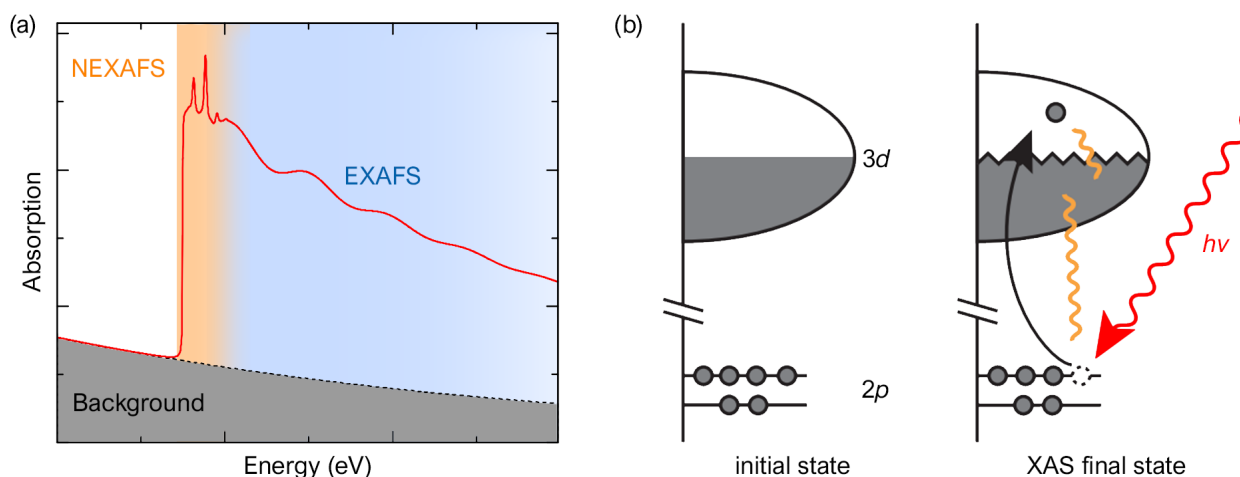 (a)
NEXAFS
EXAFS
Background
Absorption
Energy (eV)
(b)
3d
hν
2p
initial state
XAS final state